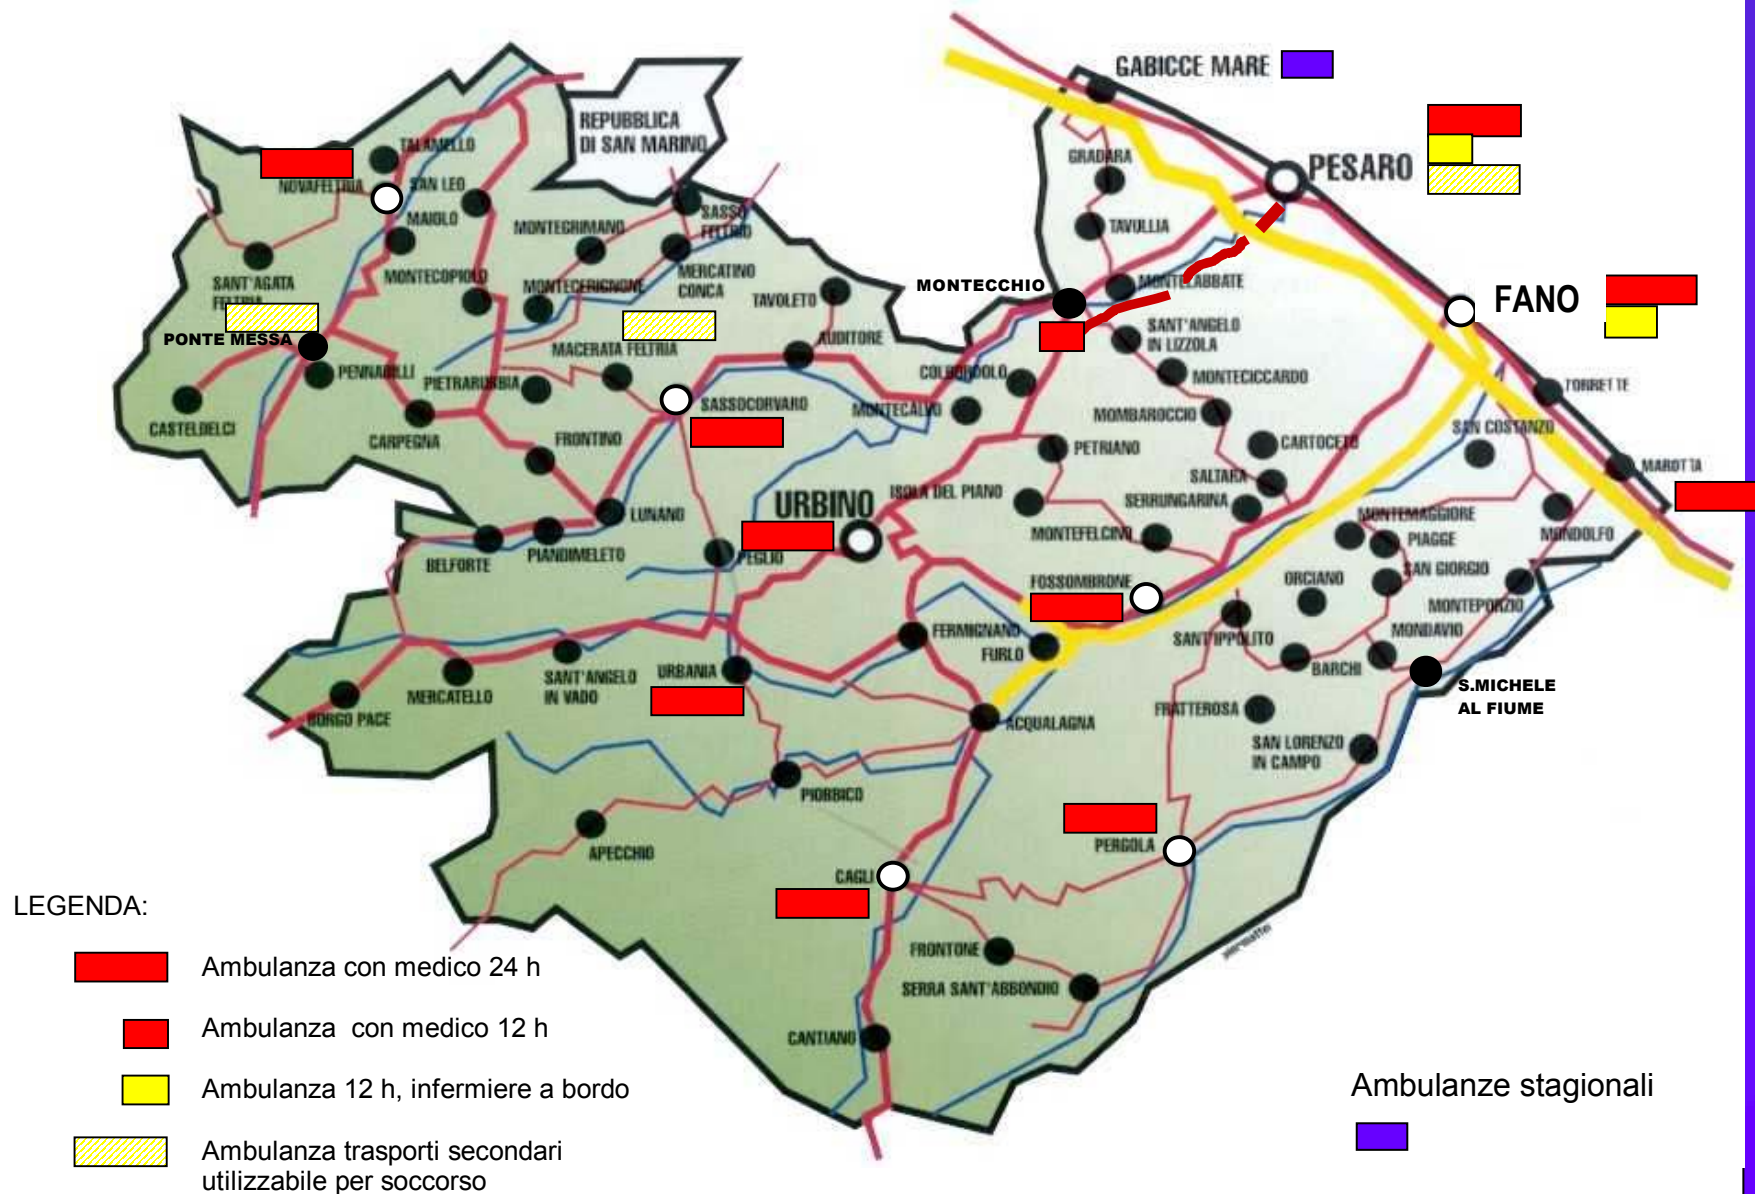 GABICCE MARE
REPUBBLICA
DI SAN MARINO
TALAMELLO
NOVAFELTRIA
SAN LEO
MAIOLO
GRADARA
PESARO
SANT'AGATA
FELTRIA
MONTECOPIOLO
MONTEGRIMANO
SASSO
FELTRIO
MONTECERIGNONE
MERCATINO
CONCA
TAVOLETO
TAVULLIA
MONTECCHIO
MONTELABBATE
FANO
PONTE MESSA
PENNABILLI
PIETRARUBBIA
MACERATA FELTRIA
AUDITORE
SANT'ANGELO
IN LIZZOLA
COLBORDOLO
MONTECICCARDO
TORRETTE
CASTELDELCI
CARPEGNA
SASSOCORVARO
MONTECALVO
MOMBAROCCIO
SAN COSTANZO
FRONTINO
PETRIANO
CARTOCETO
MAROTTA
LUNANO
URBINO
ISOLA DEL PIANO
SALTARA
SERRUNGARINA
BELFORTE
PIANDIMELETO
PEGLIO
MONTEFELCINO
MONTEMAGGIORE
PIAGGE
MONDOLFO
FOSSOMBRONE
ORCIANO
SAN GIORGIO
MONTEPORZIO
FERMIGNANO
FURLO
SANT'IPPOLITO
MONDAVIO
BARCHI
BORGO PACE
MERCATELLO
SANT'ANGELO
IN VADO
URBANIA
ACQUALAGNA
FRATTEROSA
S.MICHELE
AL FIUME
SAN LORENZO
IN CAMPO
PIOBBICO
APECCHIO
PERGOLA
CAGLI
FRONTONE
SERRA SANT'ABBONDIO
CANTIANO
LEGENDA:
Ambulanza con medico 24 h
Ambulanza con medico 12 h
Ambulanza 12 h, infermiere a bordo
Ambulanza trasporti secondari
utilizzabile per soccorso
Ambulanze stagionali